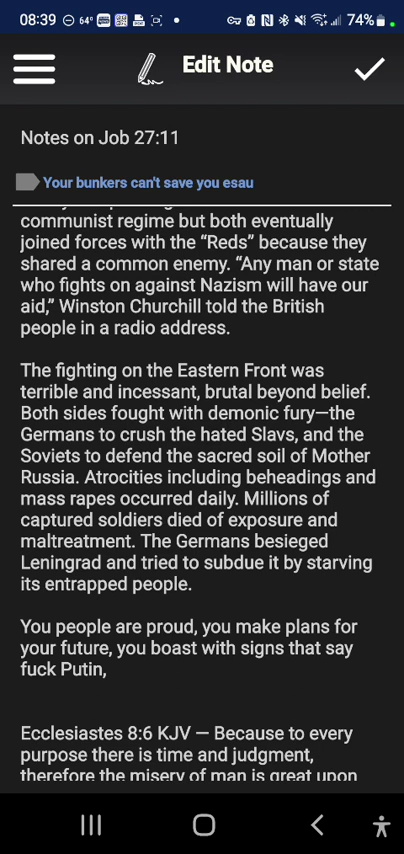 08:39 64° 74%
Edit Note
Notes on Job 27:11
Your bunkers can't save you esau
communist regime but both eventually
joined forces with the “Reds” because they
shared a common enemy. “Any man or state
who fights on against Nazism will have our
aid,” Winston Churchill told the British
people in a radio address.
The fighting on the Eastern Front was
terrible and incessant, brutal beyond belief.
Both sides fought with demonic fury—the
Germans to crush the hated Slavs, and the
Soviets to defend the sacred soil of Mother
Russia. Atrocities including beheadings and
mass rapes occurred daily. Millions of
captured soldiers died of exposure and
maltreatment. The Germans besieged
Leningrad and tried to subdue it by starving
its entrapped people.
You people are proud, you make plans for
your future, you boast with signs that say
fuck Putin,
Ecclesiastes 8:6 KJV — Because to every
purpose there is time and judgment,
therefore the misery of man is great upon